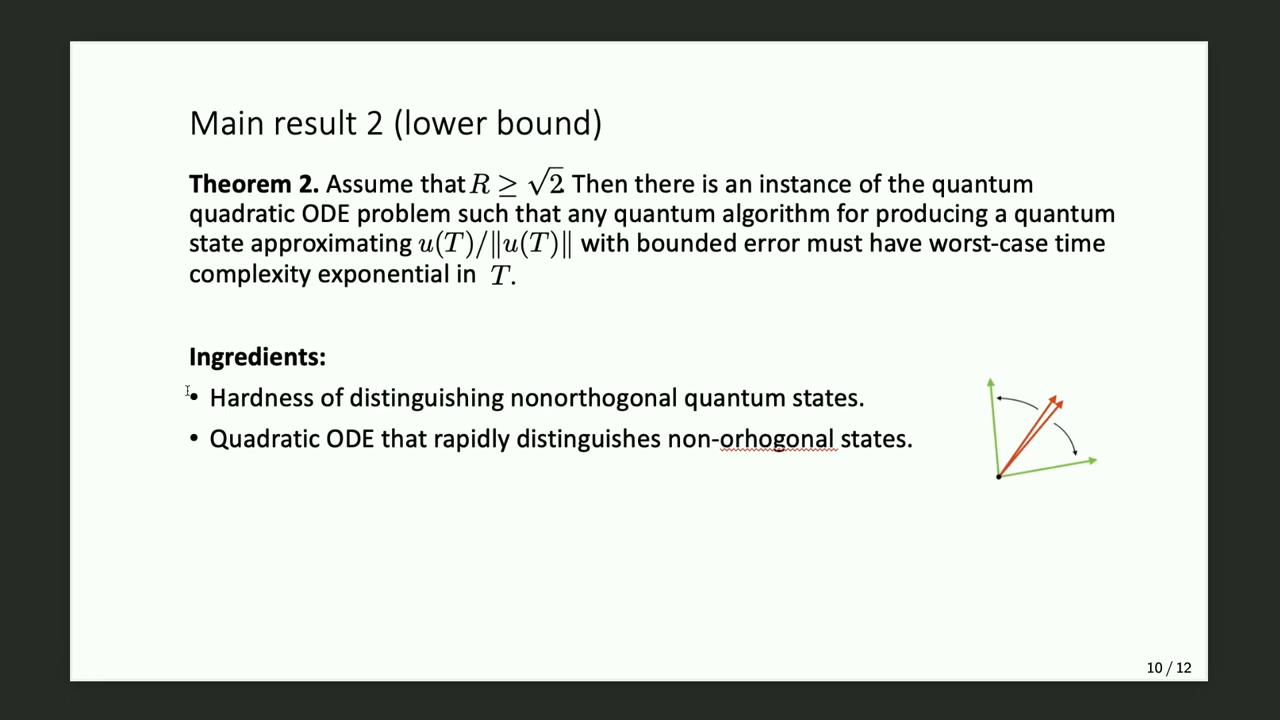 Main result 2 (lower bound)
Theorem 2. Assume that R ≥ √2 Then there is an instance of the quantum
quadratic ODE problem such that any quantum algorithm for producing a quantum
state approximating u(T)/‖u(T)‖ with bounded error must have worst-case time
complexity exponential in T.
Ingredients:
• Hardness of distinguishing nonorthogonal quantum states.
• Quadratic ODE that rapidly distinguishes non-orhogonal states.
10 / 12